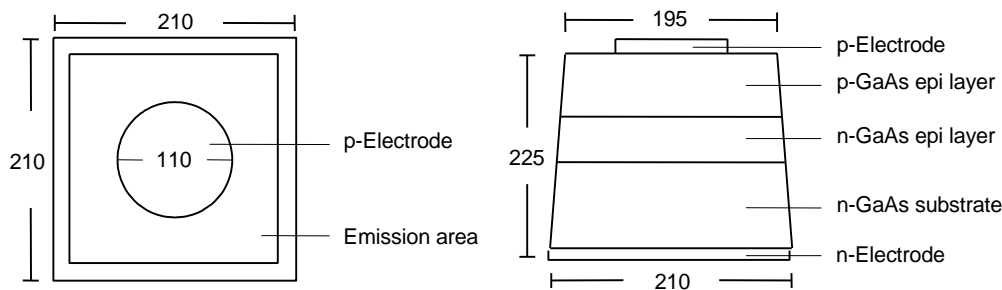 210
210
p-Electrode
110
Emission area
195
p-Electrode
p-GaAs epi layer
n-GaAs epi layer
225
n-GaAs substrate
n-Electrode
210